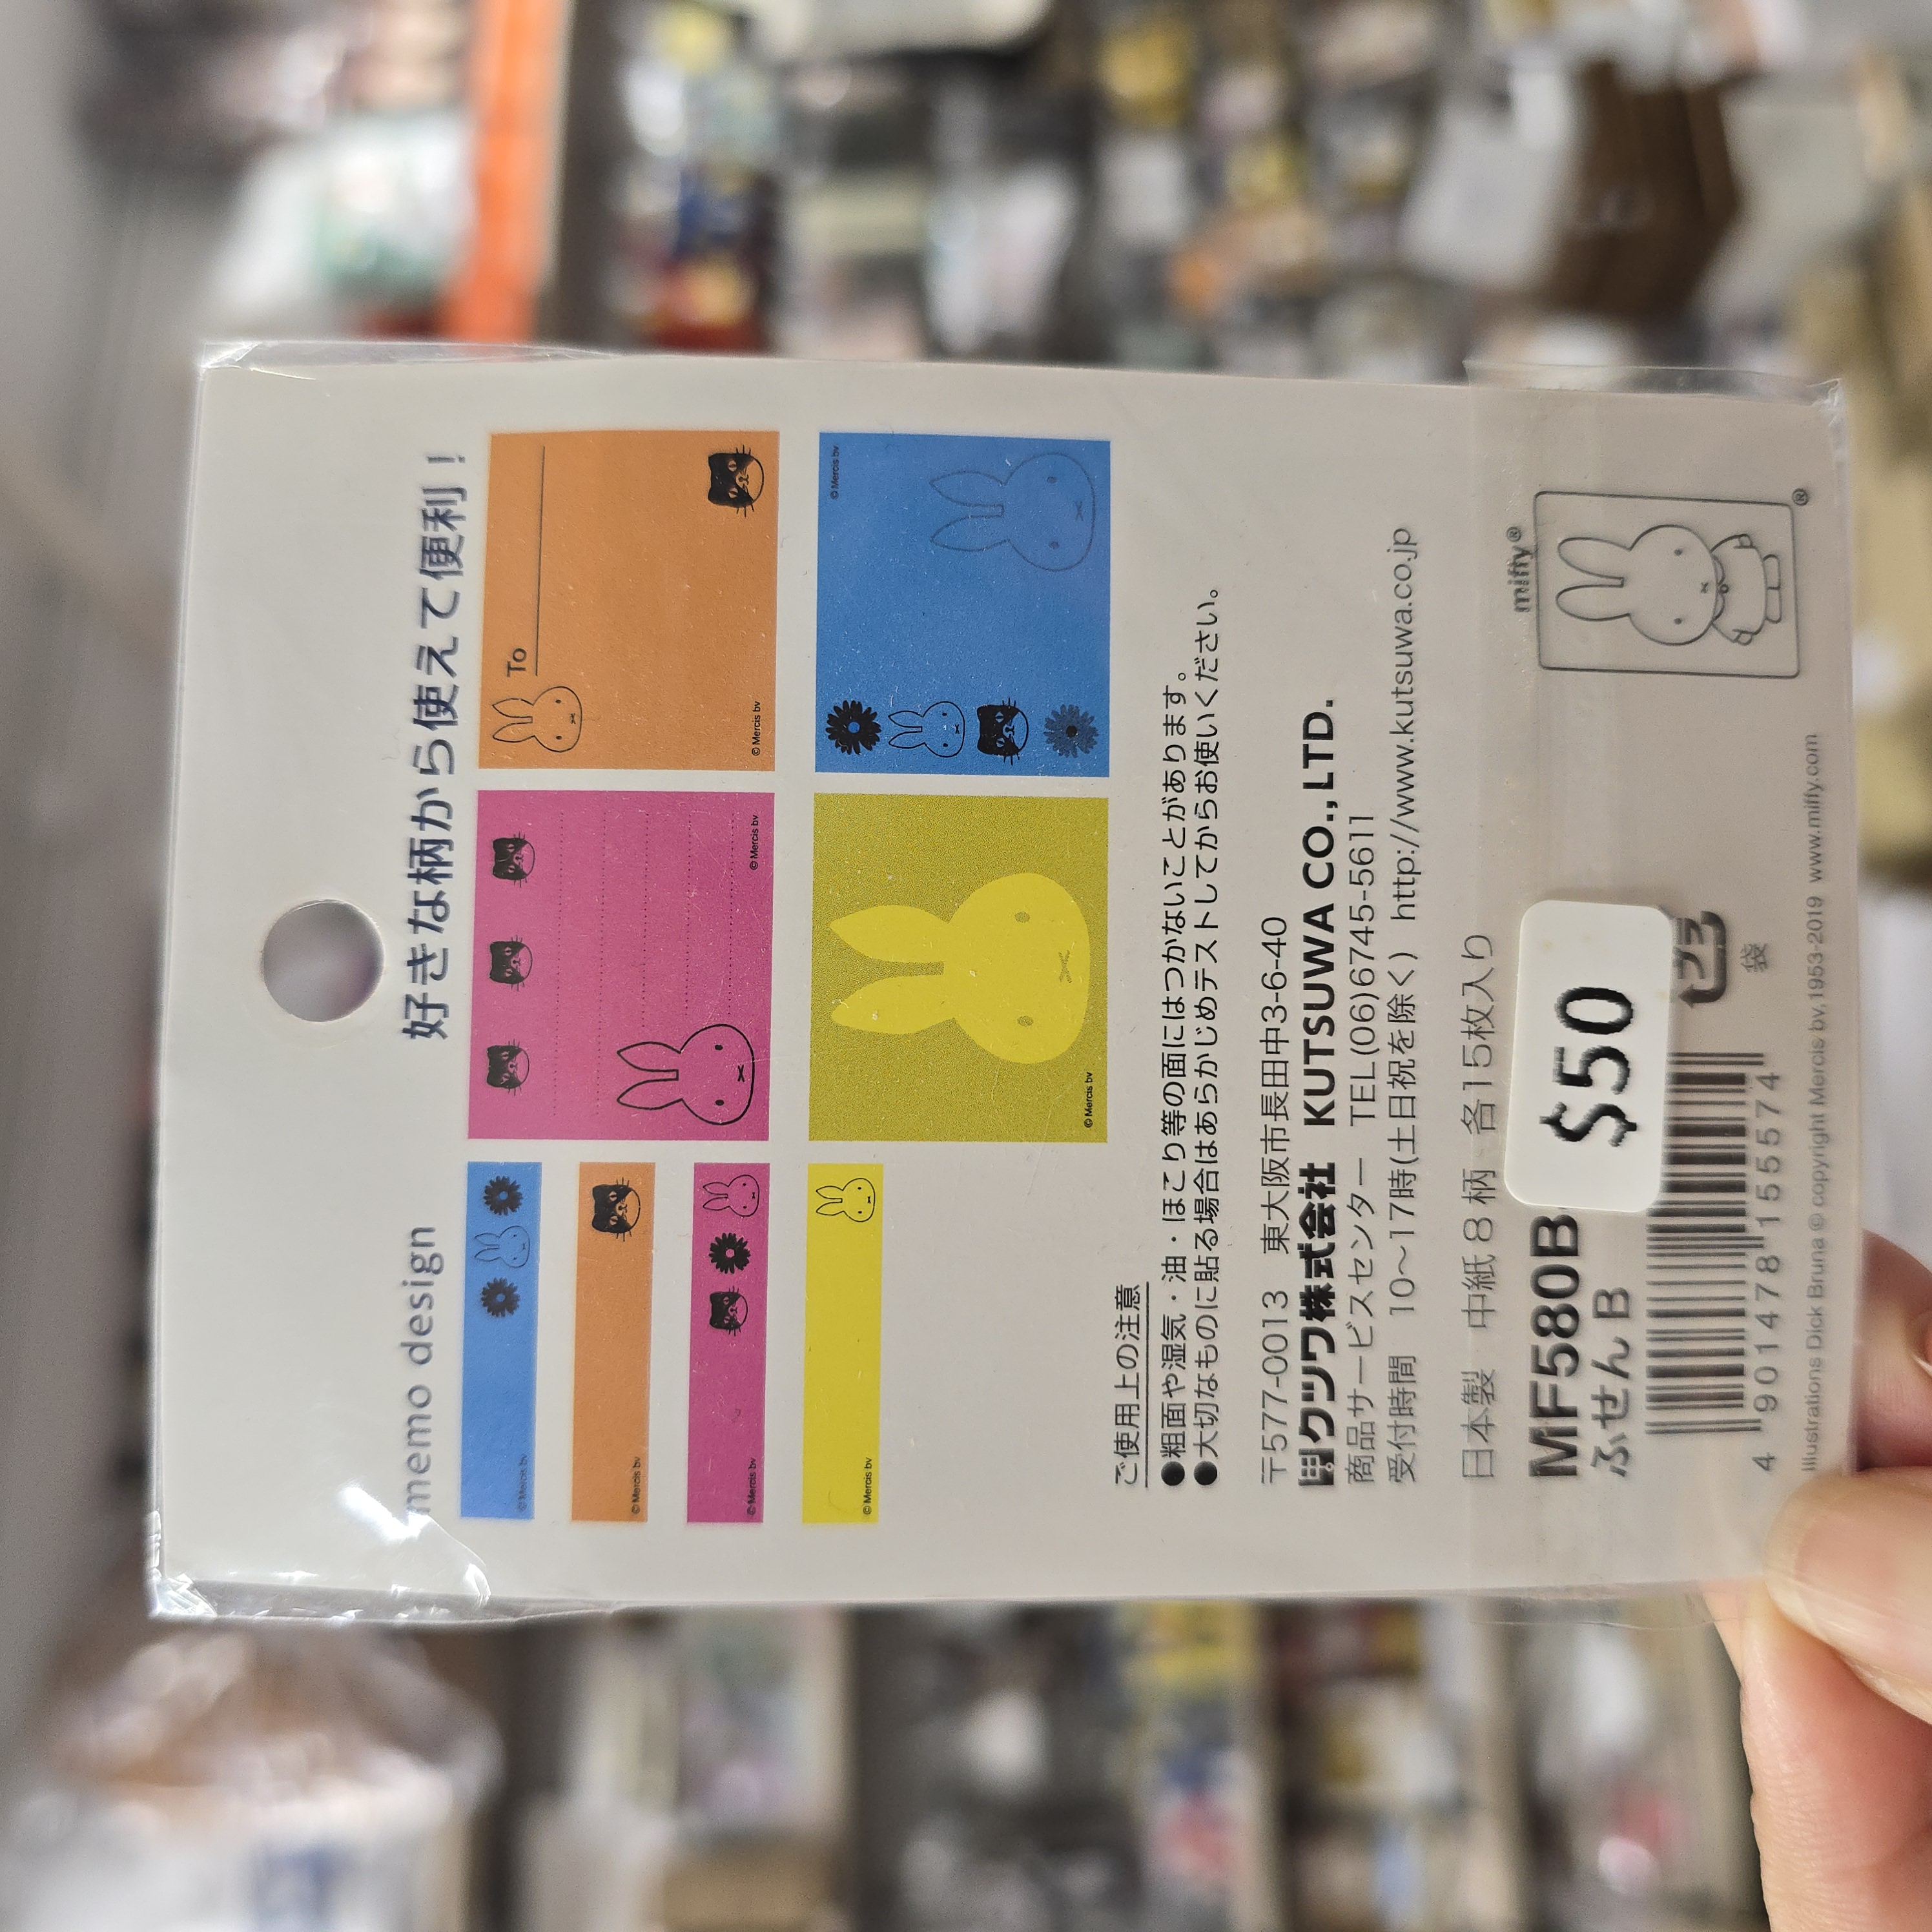 好きな柄から使えて便利！
memo design
© Mercis bv
© Mercis bv
© Mercis bv
© Mercis bv
© Mercis bv
To
© Mercis bv
© Mercis bv
© Mercis bv
ご使用上の注意
●粗面や湿気・油・ほこり等の面にはつかないことがあります。
●大切なものに貼る場合はあらかじめテストしてからお使いください。
〒577-0013 東大阪市長田中3-6-40
クツワ株式会社 KUTSUWA CO.,LTD.
商品サービスセンター TEL(06)6745-5611
受付時間 10～17時(土日祝を除く) http://www.kutsuwa.co.jp
日本製 中紙8柄 各15枚入り
MF580B
ふせんB
$50
袋
miffy®
®
4 901478 155574
Illustrations Dick Bruna © copyright Mercis bv,1953-2019 www.miffy.com